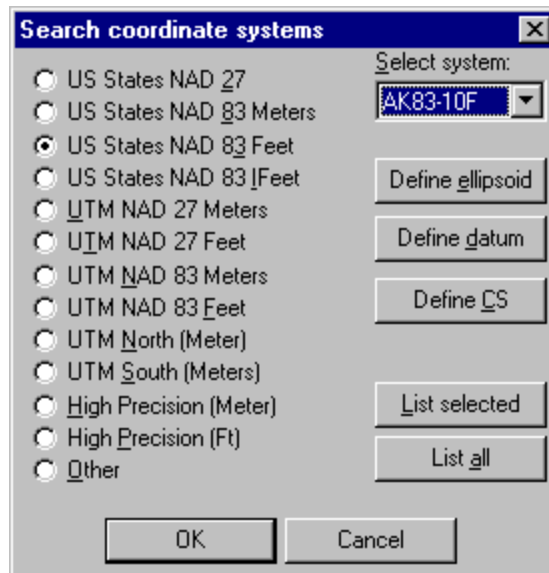 Search coordinate systems
US States NAD 27
US States NAD 83 Meters
US States NAD 83 Feet
US States NAD 83 IFeet
UTM NAD 27 Meters
UTM NAD 27 Feet
UTM NAD 83 Meters
UTM NAD 83 Feet
UTM North (Meter)
UTM South (Meters)
High Precision (Meter)
High Precision (Ft)
Other
Select system:
AK83-10F
Define ellipsoid
Define datum
Define CS
List selected
List all
OK
Cancel